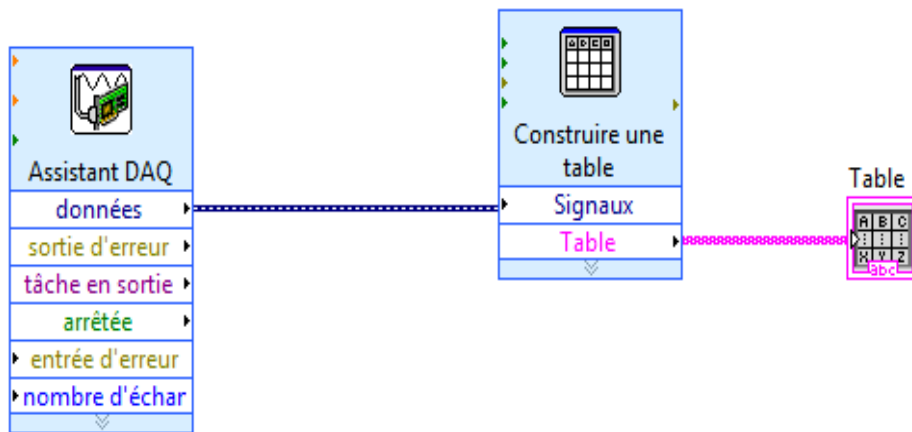 Assistant DAQ
données
sortie d'erreur
tâche en sortie
arrêtée
entrée d'erreur
nombre d'échar
A B C D
Construire une
table
Signaux
Table
Table
A B C
X Y Z
abc